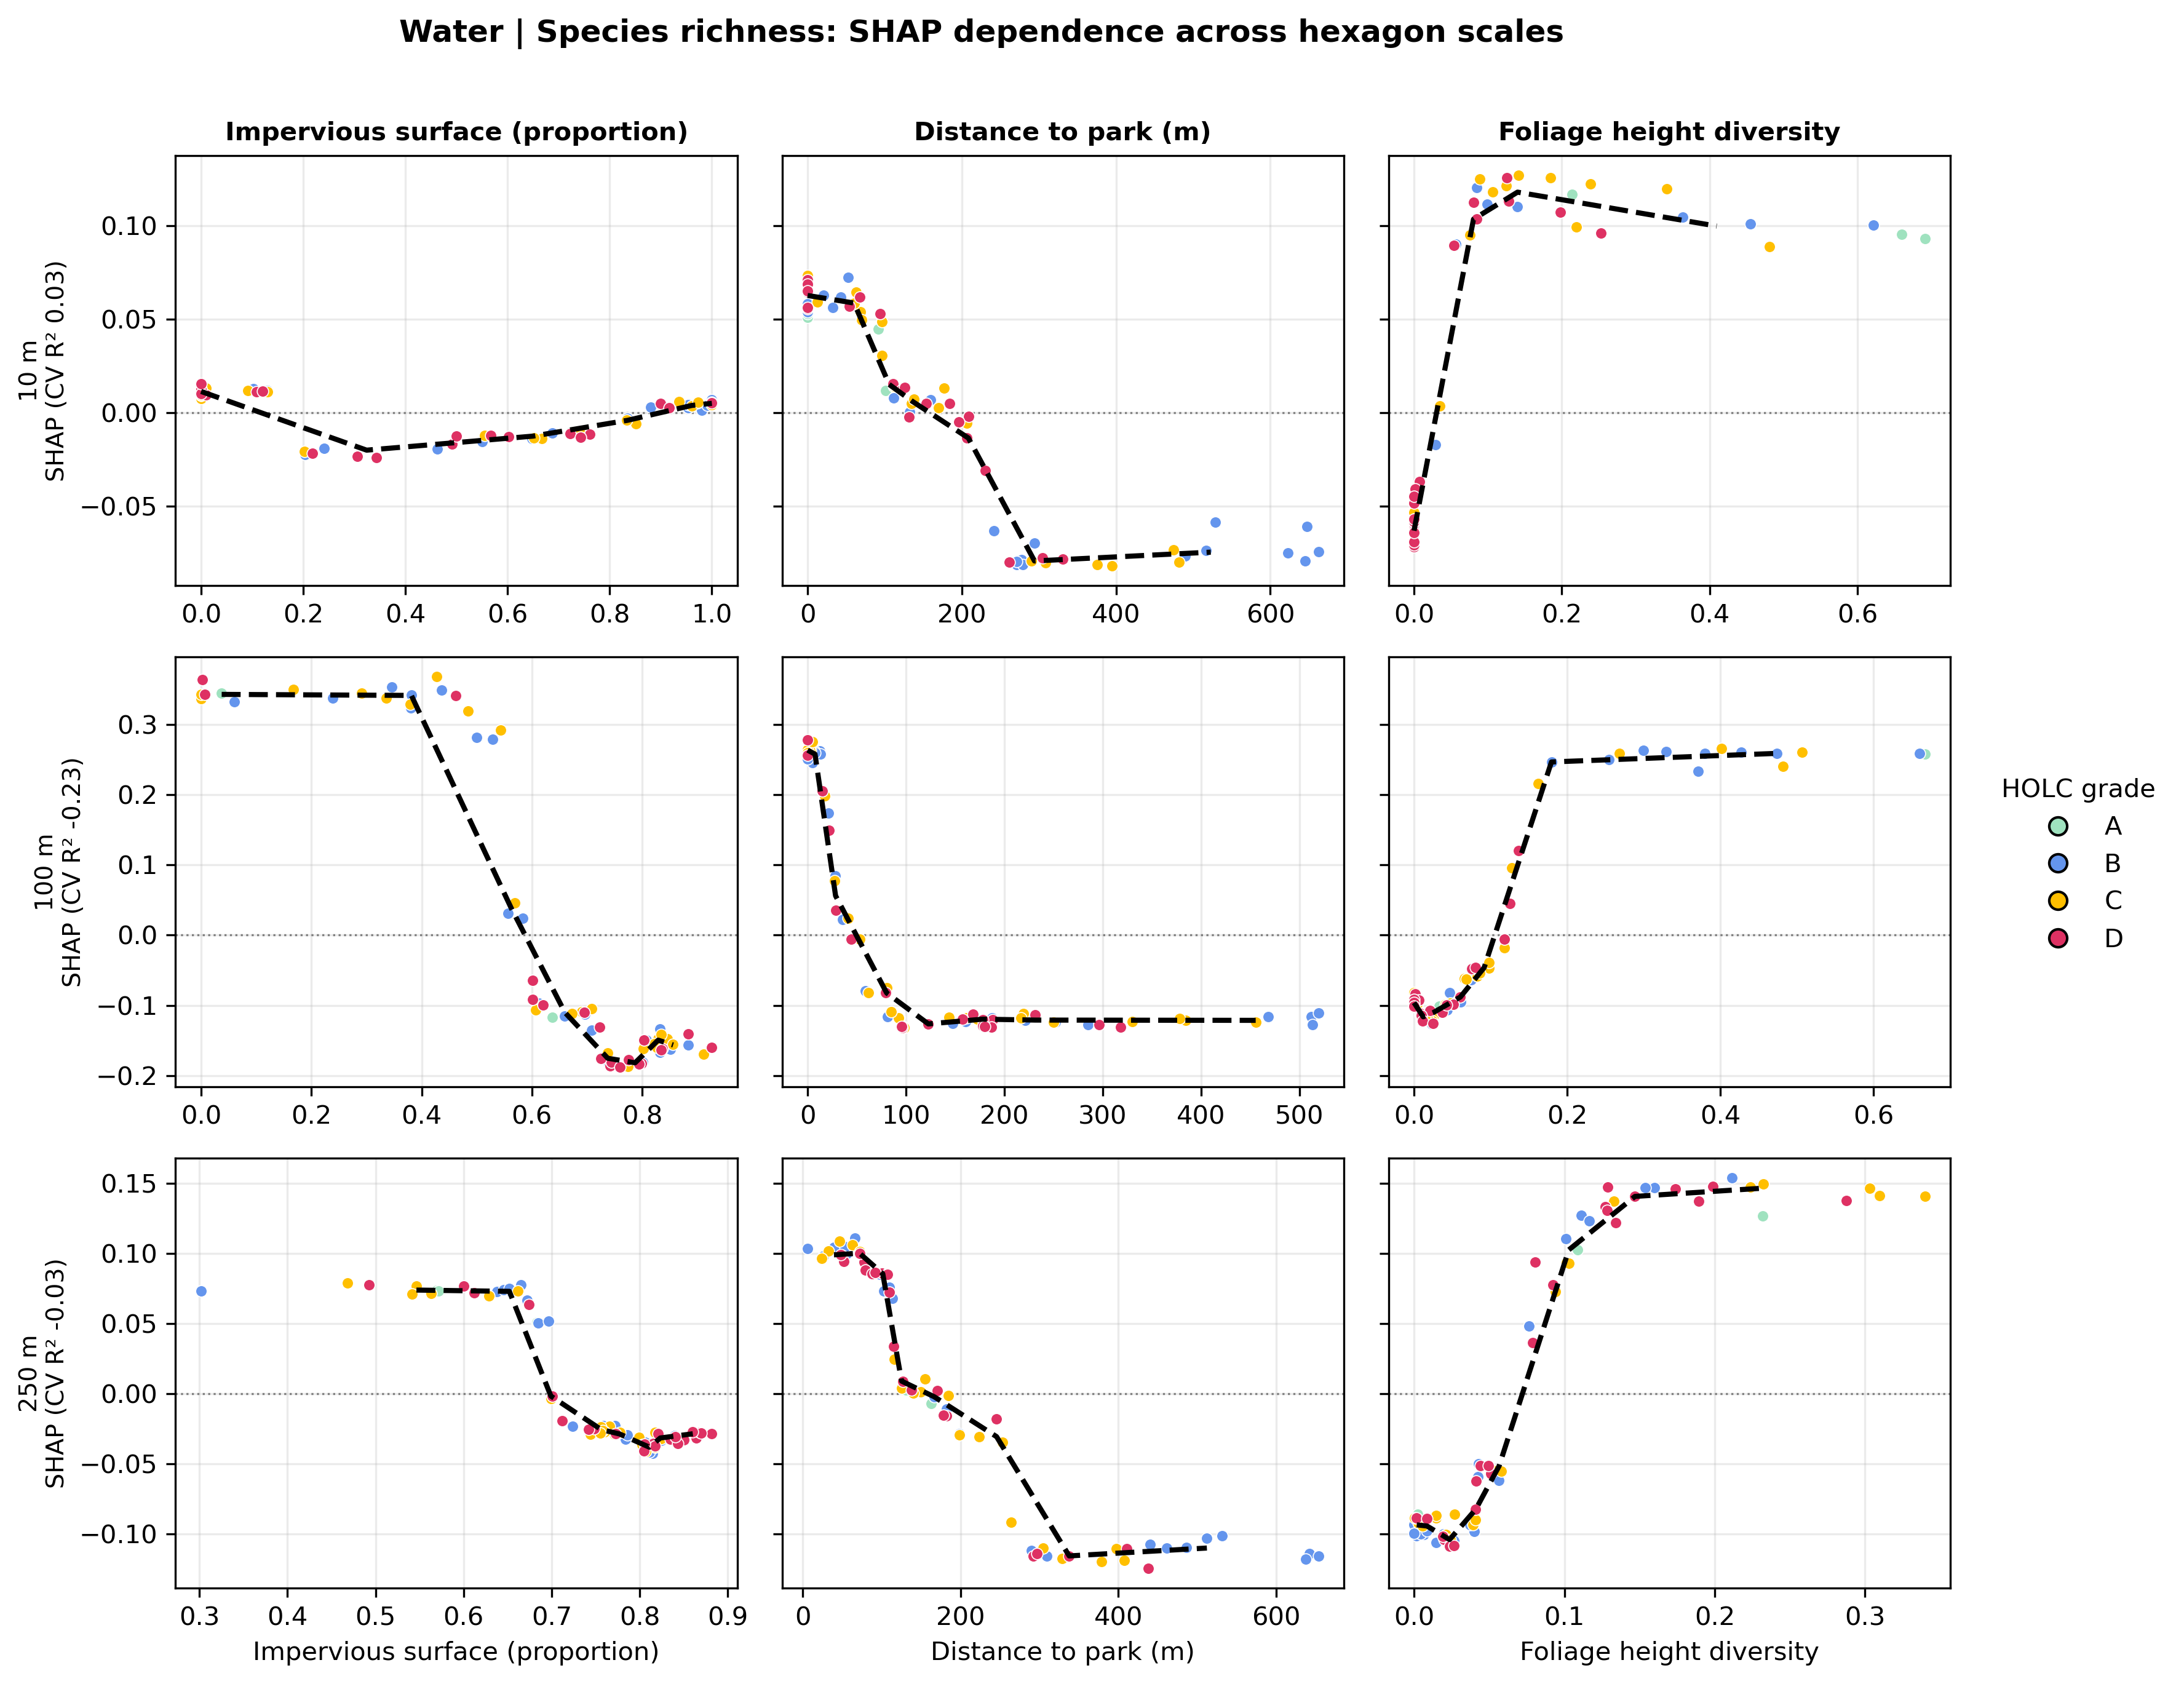 Water | Species richness: SHAP dependence across hexagon scales
Impervious surface (proportion)
Distance to park (m)
Foliage height diversity
10 m
SHAP (CV R² 0.03)
0.10
0.05
0.00
−0.05
0.0 0.2 0.4 0.6 0.8 1.0
0 200 400 600
0.0 0.2 0.4 0.6
100 m
SHAP (CV R² -0.23)
0.3
0.2
0.1
0.0
−0.1
−0.2
0.0 0.2 0.4 0.6 0.8
0 100 200 300 400 500
0.0 0.2 0.4 0.6
HOLC grade
A
B
C
D
250 m
SHAP (CV R² -0.03)
0.15
0.10
0.05
0.00
−0.05
−0.10
0.3 0.4 0.5 0.6 0.7 0.8 0.9
0 200 400 600
0.0 0.1 0.2 0.3
Impervious surface (proportion)
Distance to park (m)
Foliage height diversity